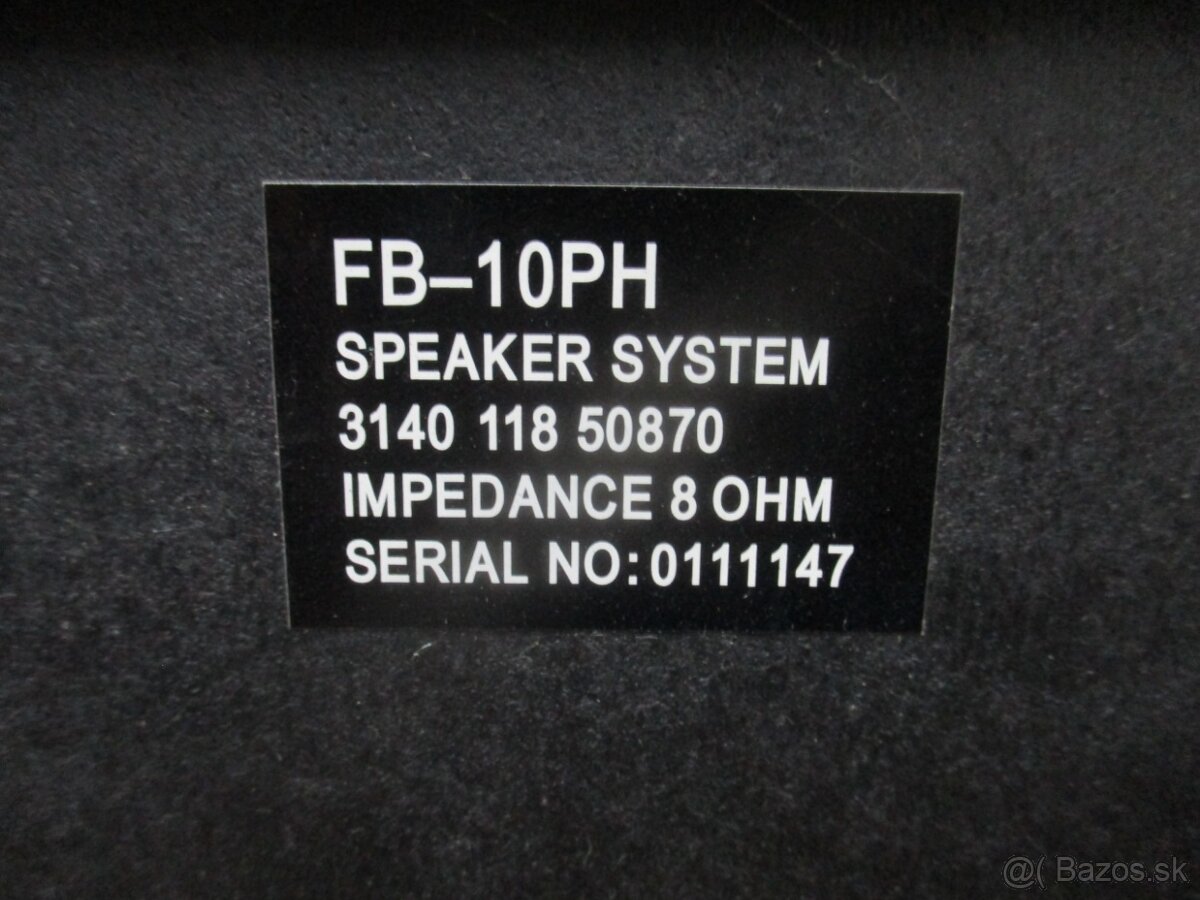 FB–10PH
SPEAKER SYSTEM
3140 118 50870
IMPEDANCE 8 OHM
SERIAL NO:0111147
@( Bazos.sk